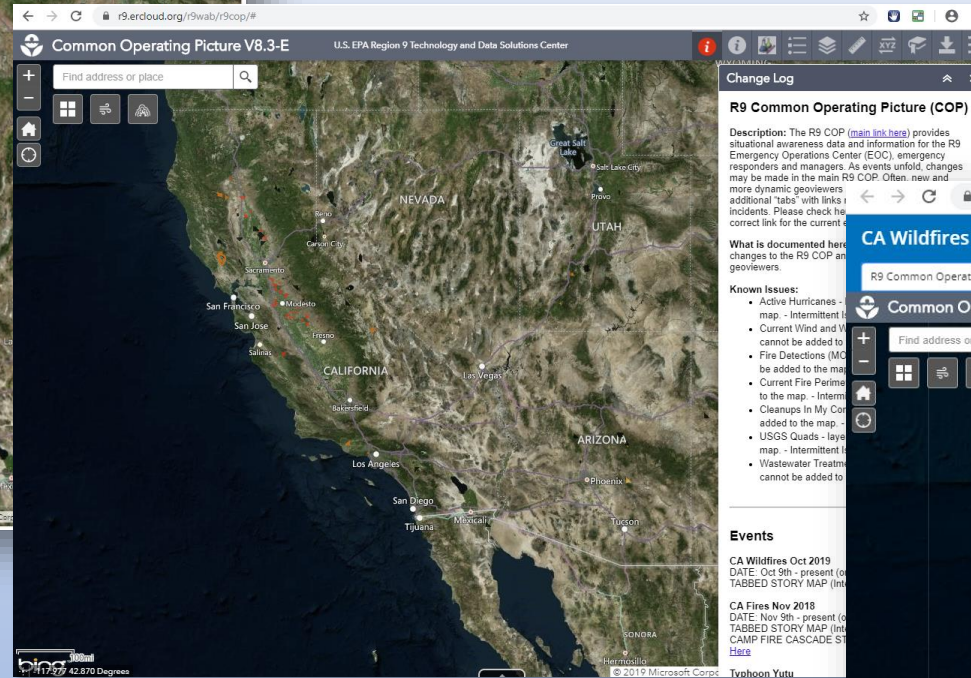 r9.ercloud.org/r9wab/r9cop/#
Common Operating Picture V8.3-E
U.S. EPA Region 9 Technology and Data Solutions Center
Find address or place
WYOMING
Great Salt
Lake
Salt Lake City
Provo
NEVADA
UTAH
Reno
Carson City
Sacramento
San Francisco
Modesto
San Jose
Fresno
Salinas
CALIFORNIA
Las Vegas
Bakersfield
ARIZONA
Los Angeles
Phoenix
San Diego
Mexicali
Tijuana
Tucson
SONORA
Hermosillo
bing
100mi
-117.977 42.870 Degrees
© 2019 Microsoft Corpo
Change Log
R9 Common Operating Picture (COP)
Description: The R9 COP (main link here) provides
situational awareness data and information for the R9
Emergency Operations Center (EOC), emergency
responders and managers. As events unfold, changes
may be made in the main R9 COP. Often, new and
more dynamic geoviewers
additional "tabs" with links
incidents. Please check he
correct link for the current
What is documented here
changes to the R9 COP an
geoviewers.
Known Issues:
• Active Hurricanes -
map. - Intermittent
• Current Wind and W
cannot be added to
• Fire Detections (MO
be added to the map
• Current Fire Perime
to the map. - Interm
• Cleanups In My Co
added to the map. -
• USGS Quads - laye
map. - Intermittent
• Wastewater Treatme
cannot be added to
Events
CA Wildfires Oct 2019
DATE: Oct 9th - present (o
TABBED STORY MAP (Int
CA Fires Nov 2018
DATE: Nov 9th - present (o
TABBED STORY MAP (Int
CAMP FIRE CASCADE ST
Here
Typhoon Yutu
CA Wildfires
R9 Common Operat
Common O
Find address or